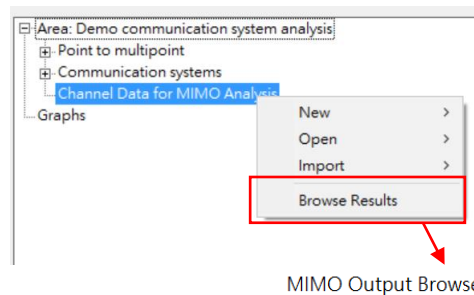 Area: Demo communication system analysis
Point to multipoint
Communication systems
Channel Data for MIMO Analysis
Graphs
New
Open
Import
Browse Results
MIMO Output Browse